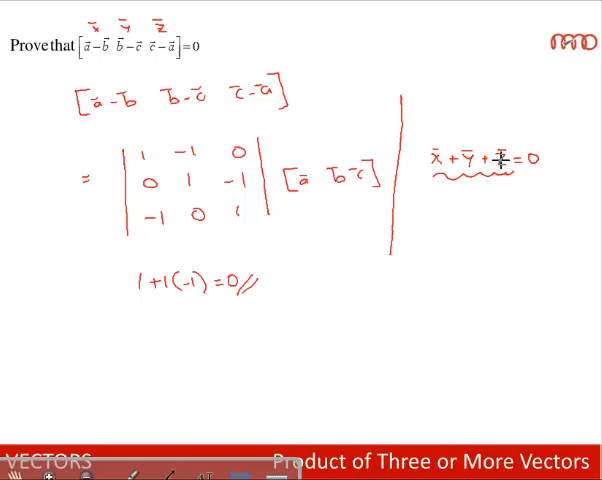 x̄ ȳ z̄
Prove that [a⃗ – b⃗ b⃗ – c⃗ c⃗ – a⃗] = 0
[ā – b̄ b̄ – c̄ c̄ – ā]
= | 1 –1 0 |
| 0 1 –1 | [ā b̄ c̄]
| –1 0 1 |
1 + 1(–1) = 0 //
x̄ + ȳ + z̄ = 0
VECTORS
Product of Three or More Vectors